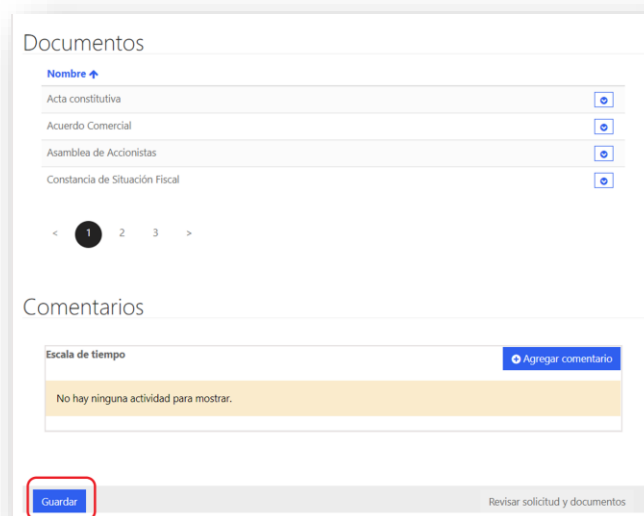 Documentos
Nombre
Acta constitutiva
Acuerdo Comercial
Asamblea de Accionistas
Constancia de Situación Fiscal
< 1 2 3 >
Comentarios
Escala de tiempo
Agregar comentario
No hay ninguna actividad para mostrar.
Guardar
Revisar solicitud y documentos